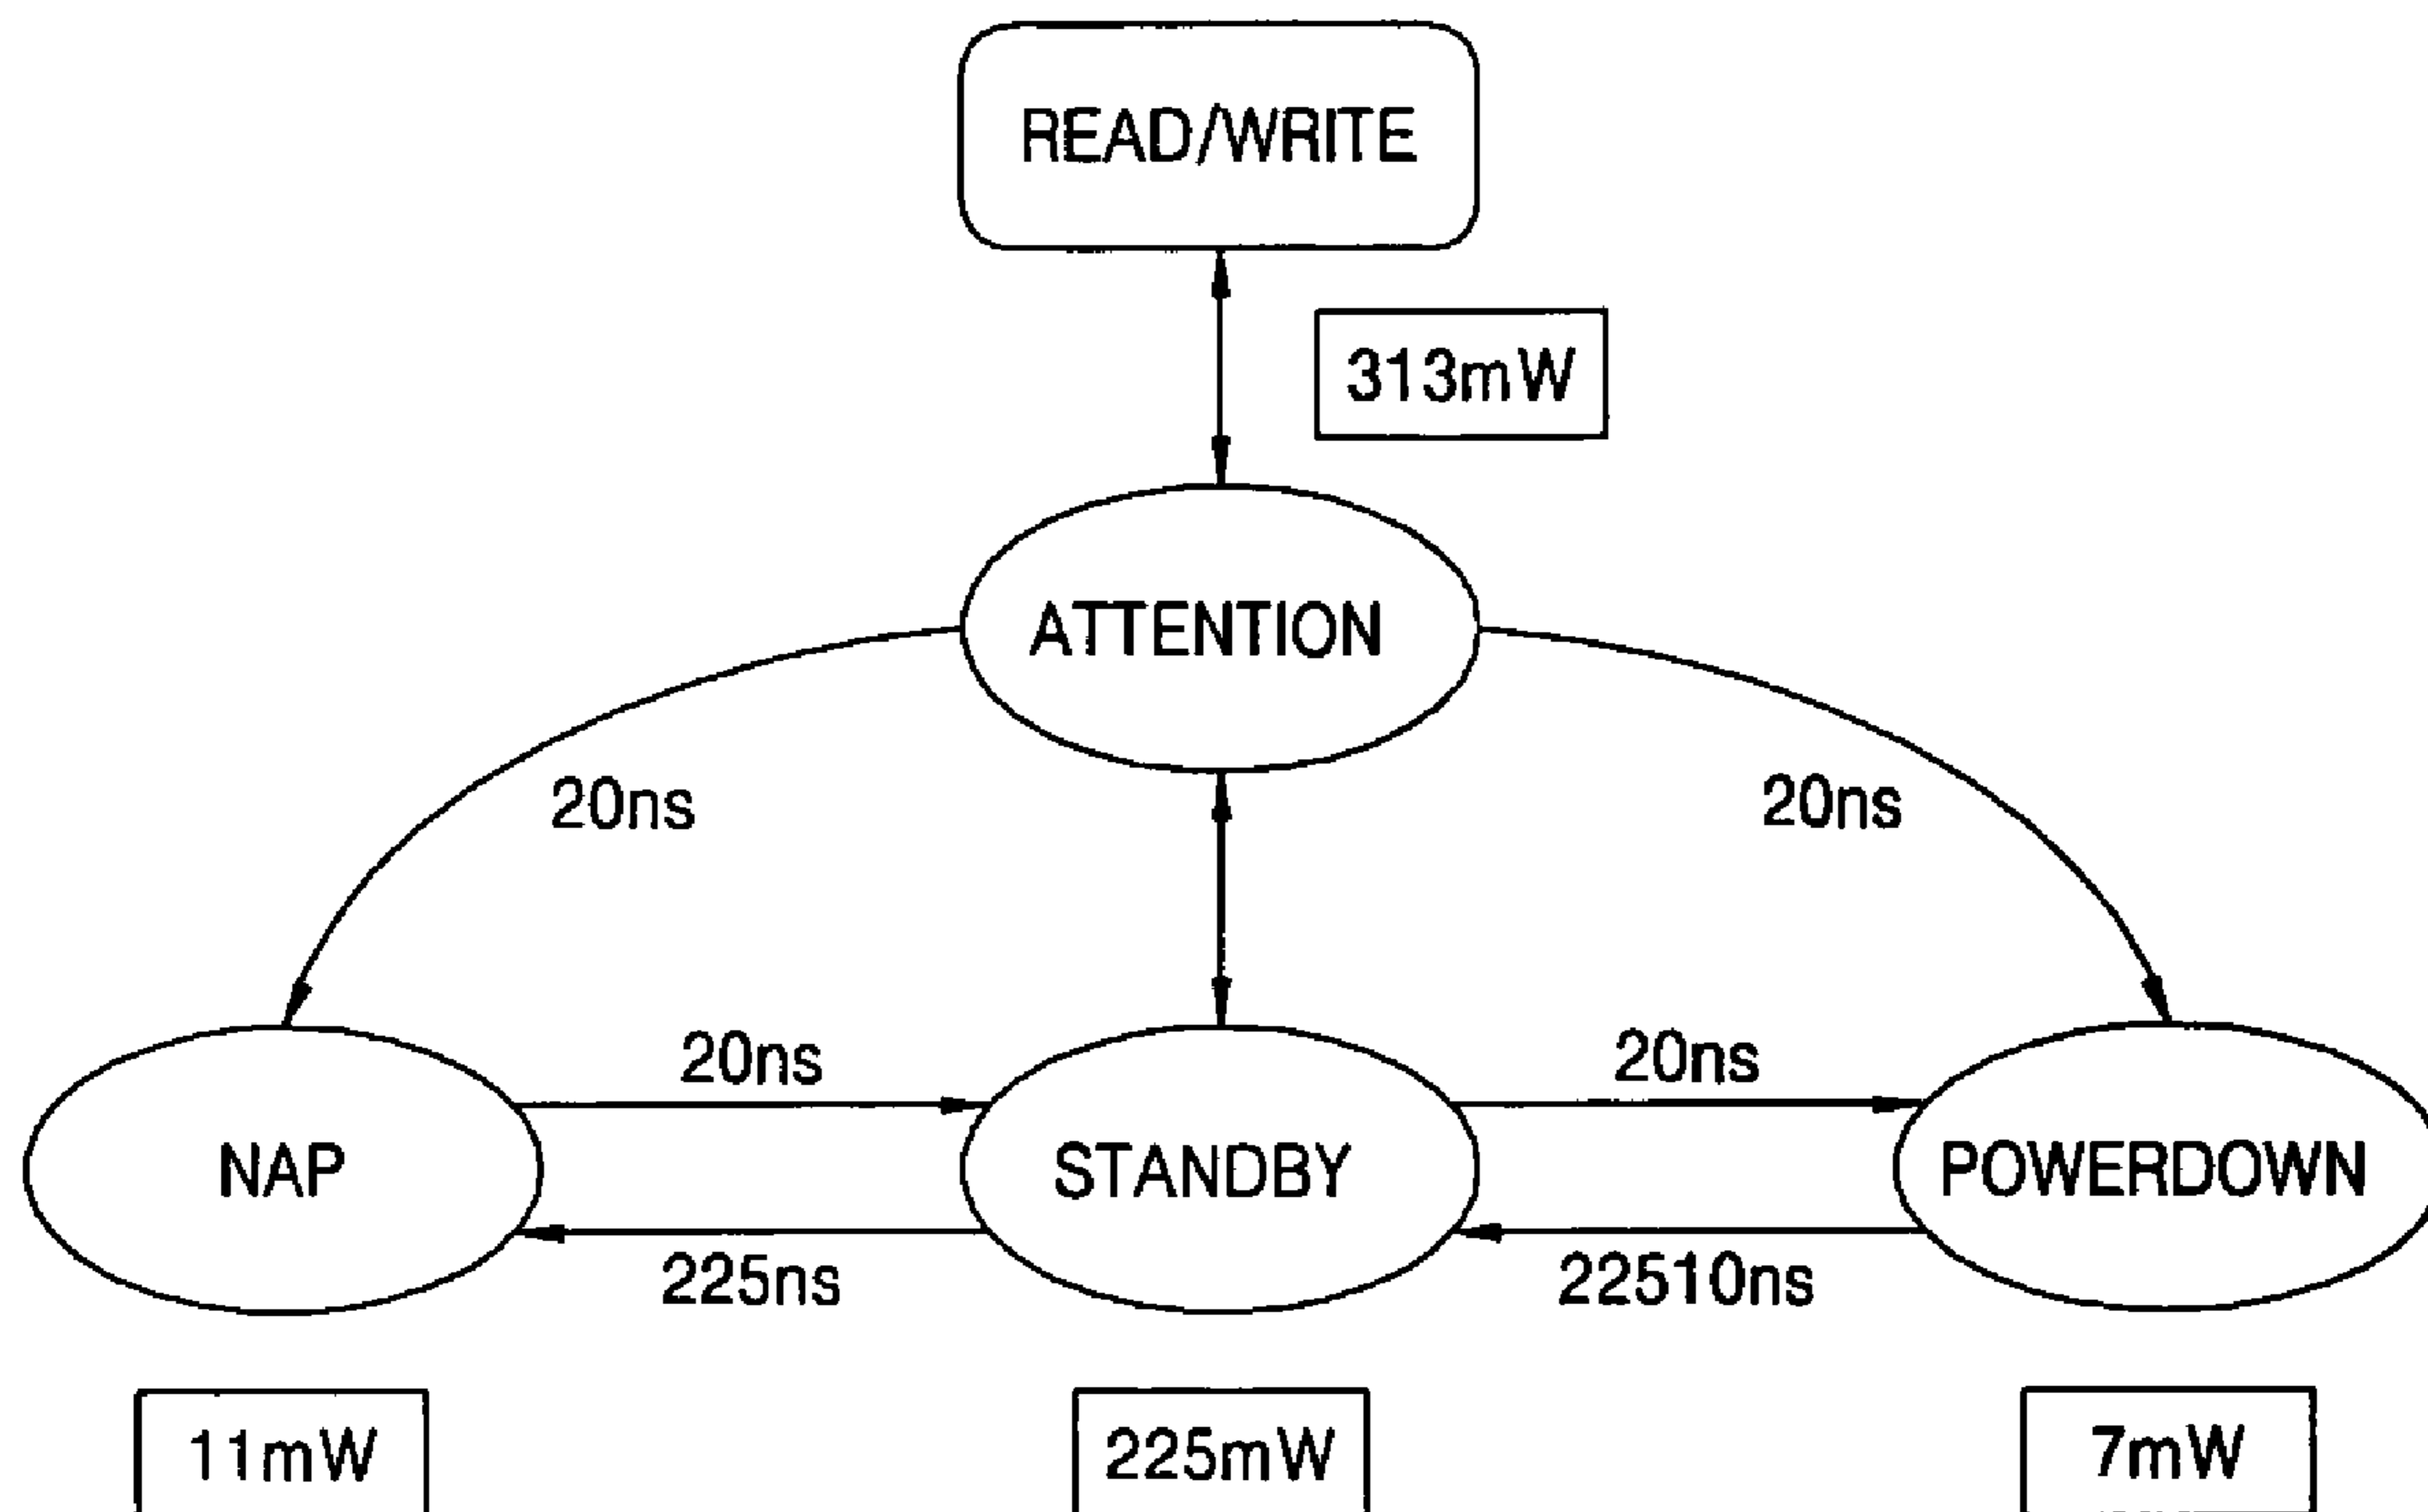 READ/WRITE
313mW
ATTENTION
20ns
20ns
20ns
20ns
NAP
STANDBY
POWERDOWN
225ns
22510ns
11mW
225mW
7mW